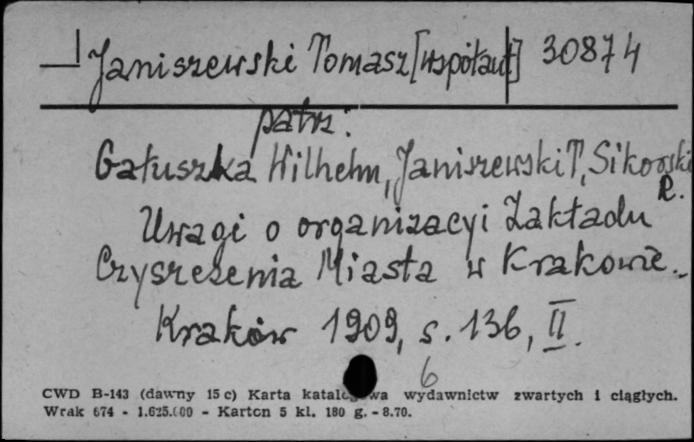 Janiszewski Tomasz [współaut] 30874
patrz:
Gałuszka Wilhelm, Janiszewski T, Sikorski R.
Uwagi o organizacyi Zakładu
Czyszczenia Miasta w Krakowie.
Kraków 1909, s. 136, II.
6
CWD B-143 (dawny 15 c) Karta katalogowa wydawnictw zwartych i ciągłych.
Wrak 674 - 1.625.000 - Karton 5 kl. 180 g. - 8.70.